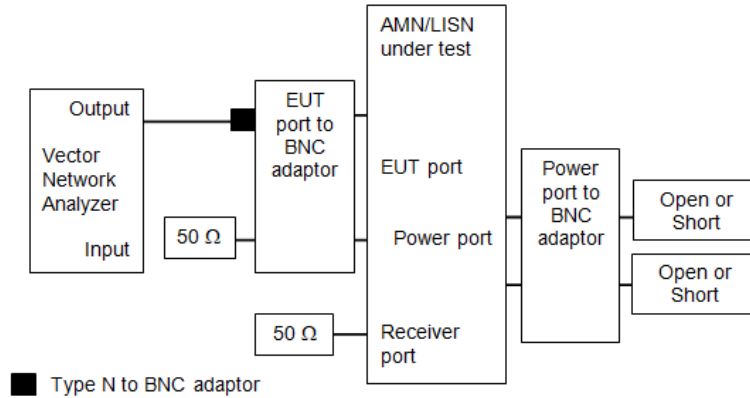 Output
Vector
Network
Analyzer
Input
50 Ω
EUT
port to
BNC
adaptor
50 Ω
AMN/LISN
under test
EUT port
Power port
Receiver
port
Power
port to
BNC
adaptor
Open or
Short
Open or
Short
Type N to BNC adaptor